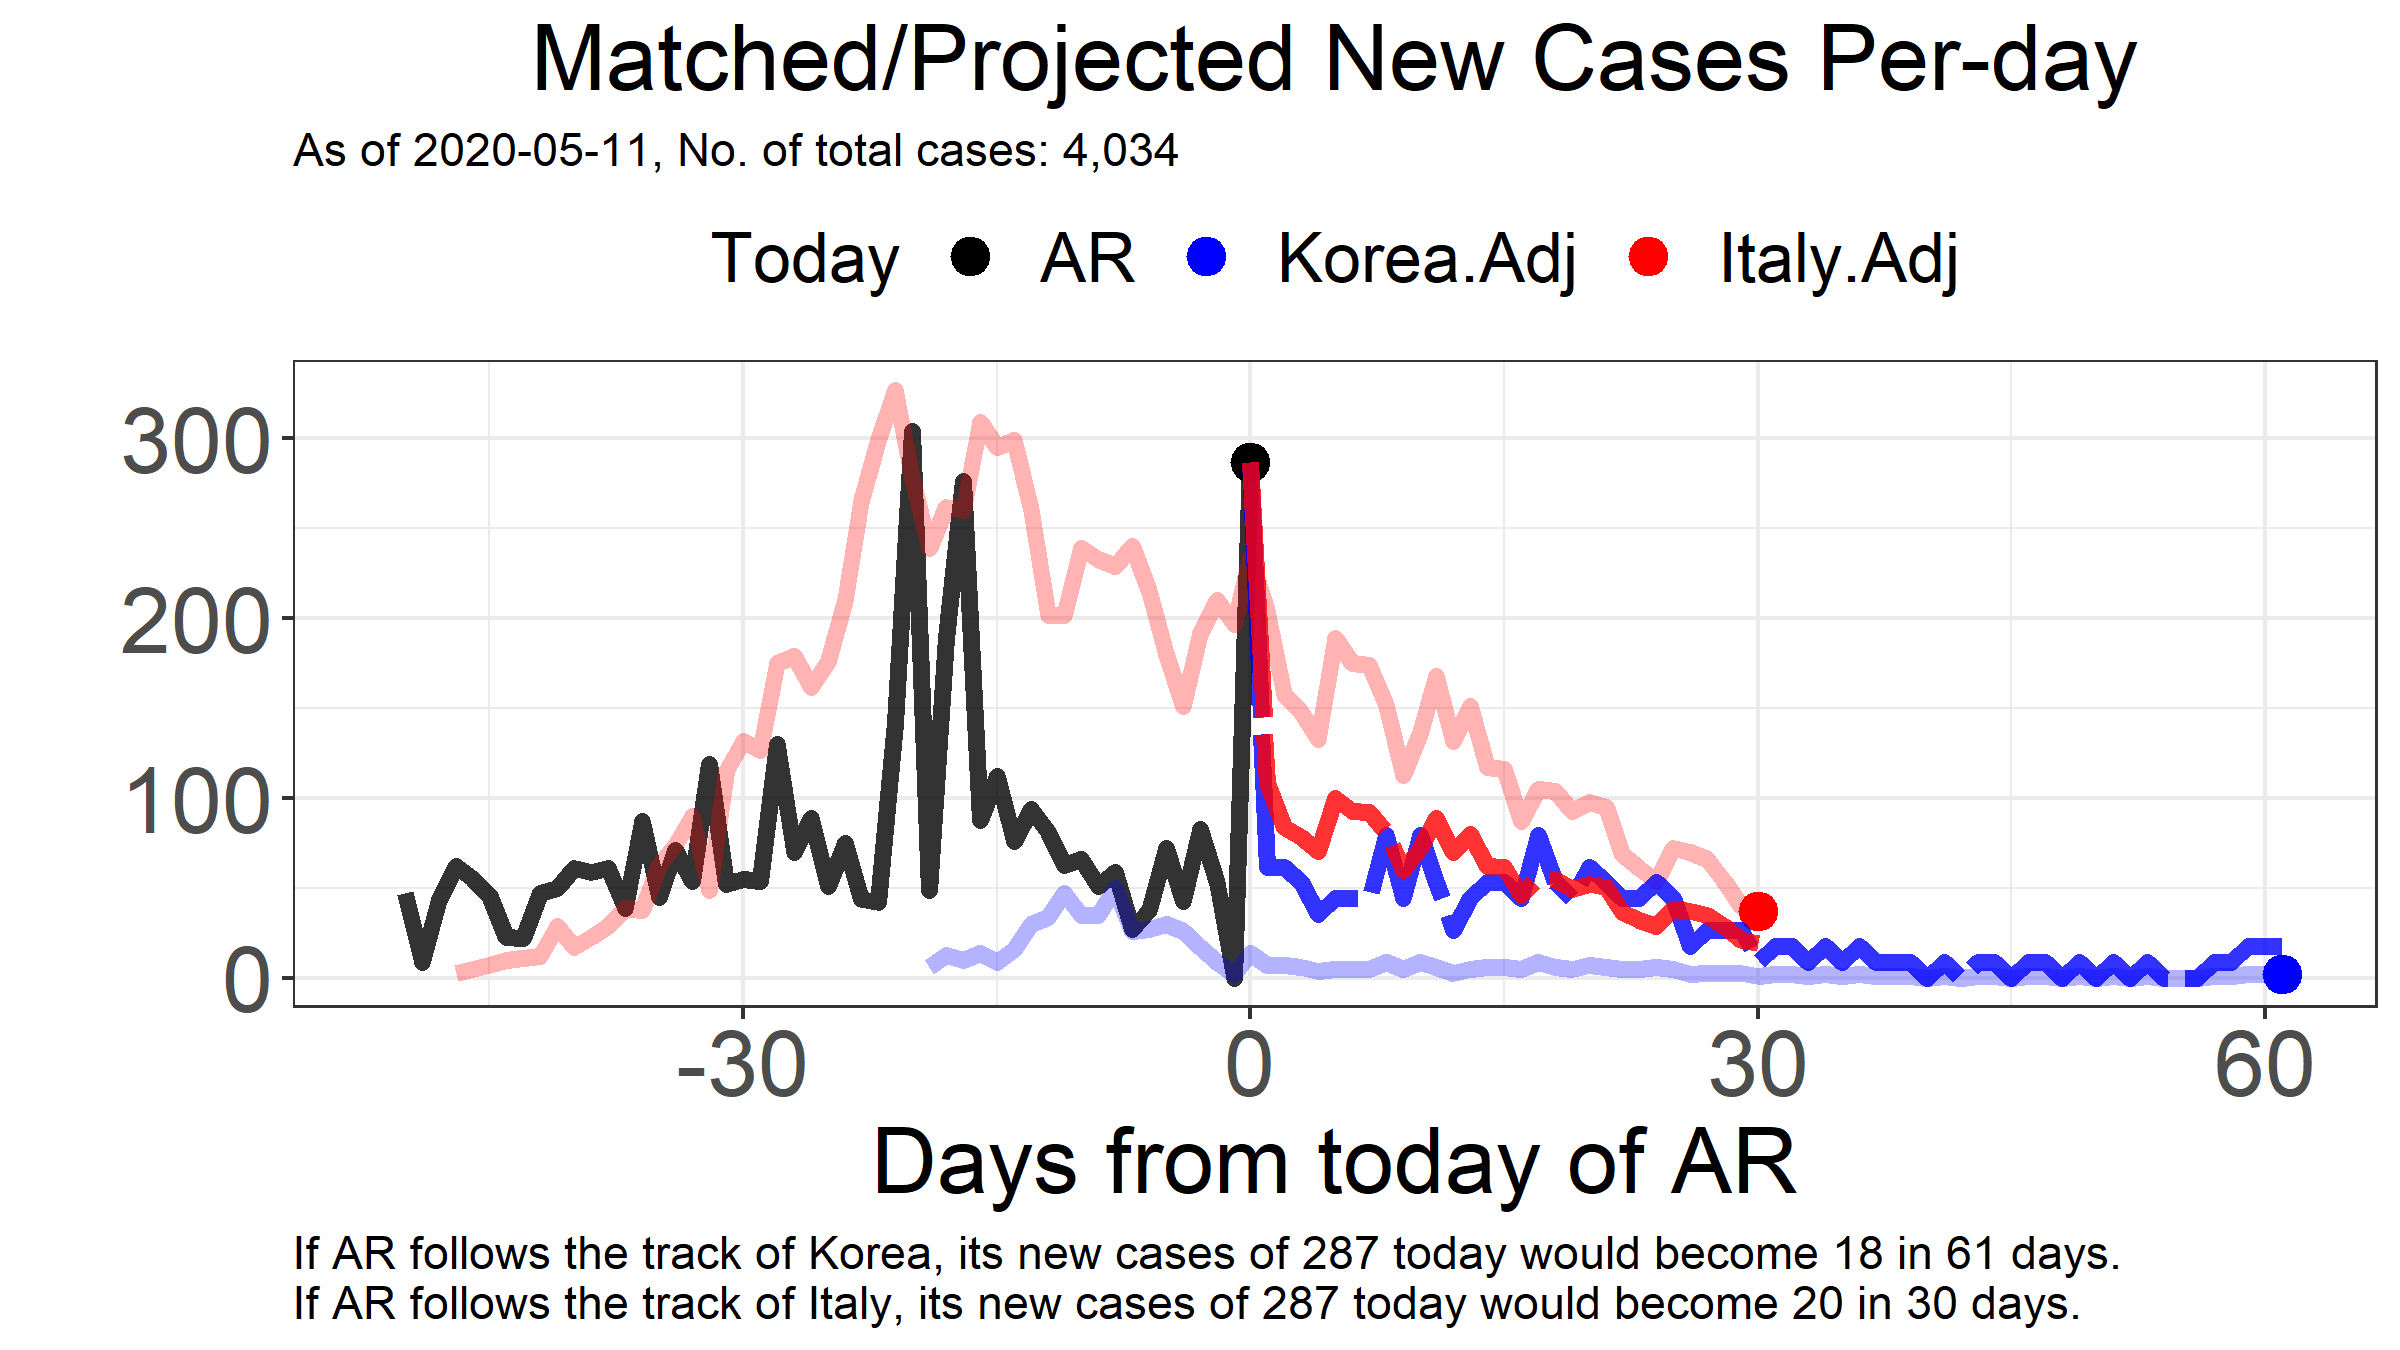 Matched/Projected New Cases Per-day
As of 2020-05-11, No. of total cases: 4,034
Today AR Korea.Adj Italy.Adj
300
200
100
0
-30 0 30 60
Days from today of AR
If AR follows the track of Korea, its new cases of 287 today would become 18 in 61 days.
If AR follows the track of Italy, its new cases of 287 today would become 20 in 30 days.